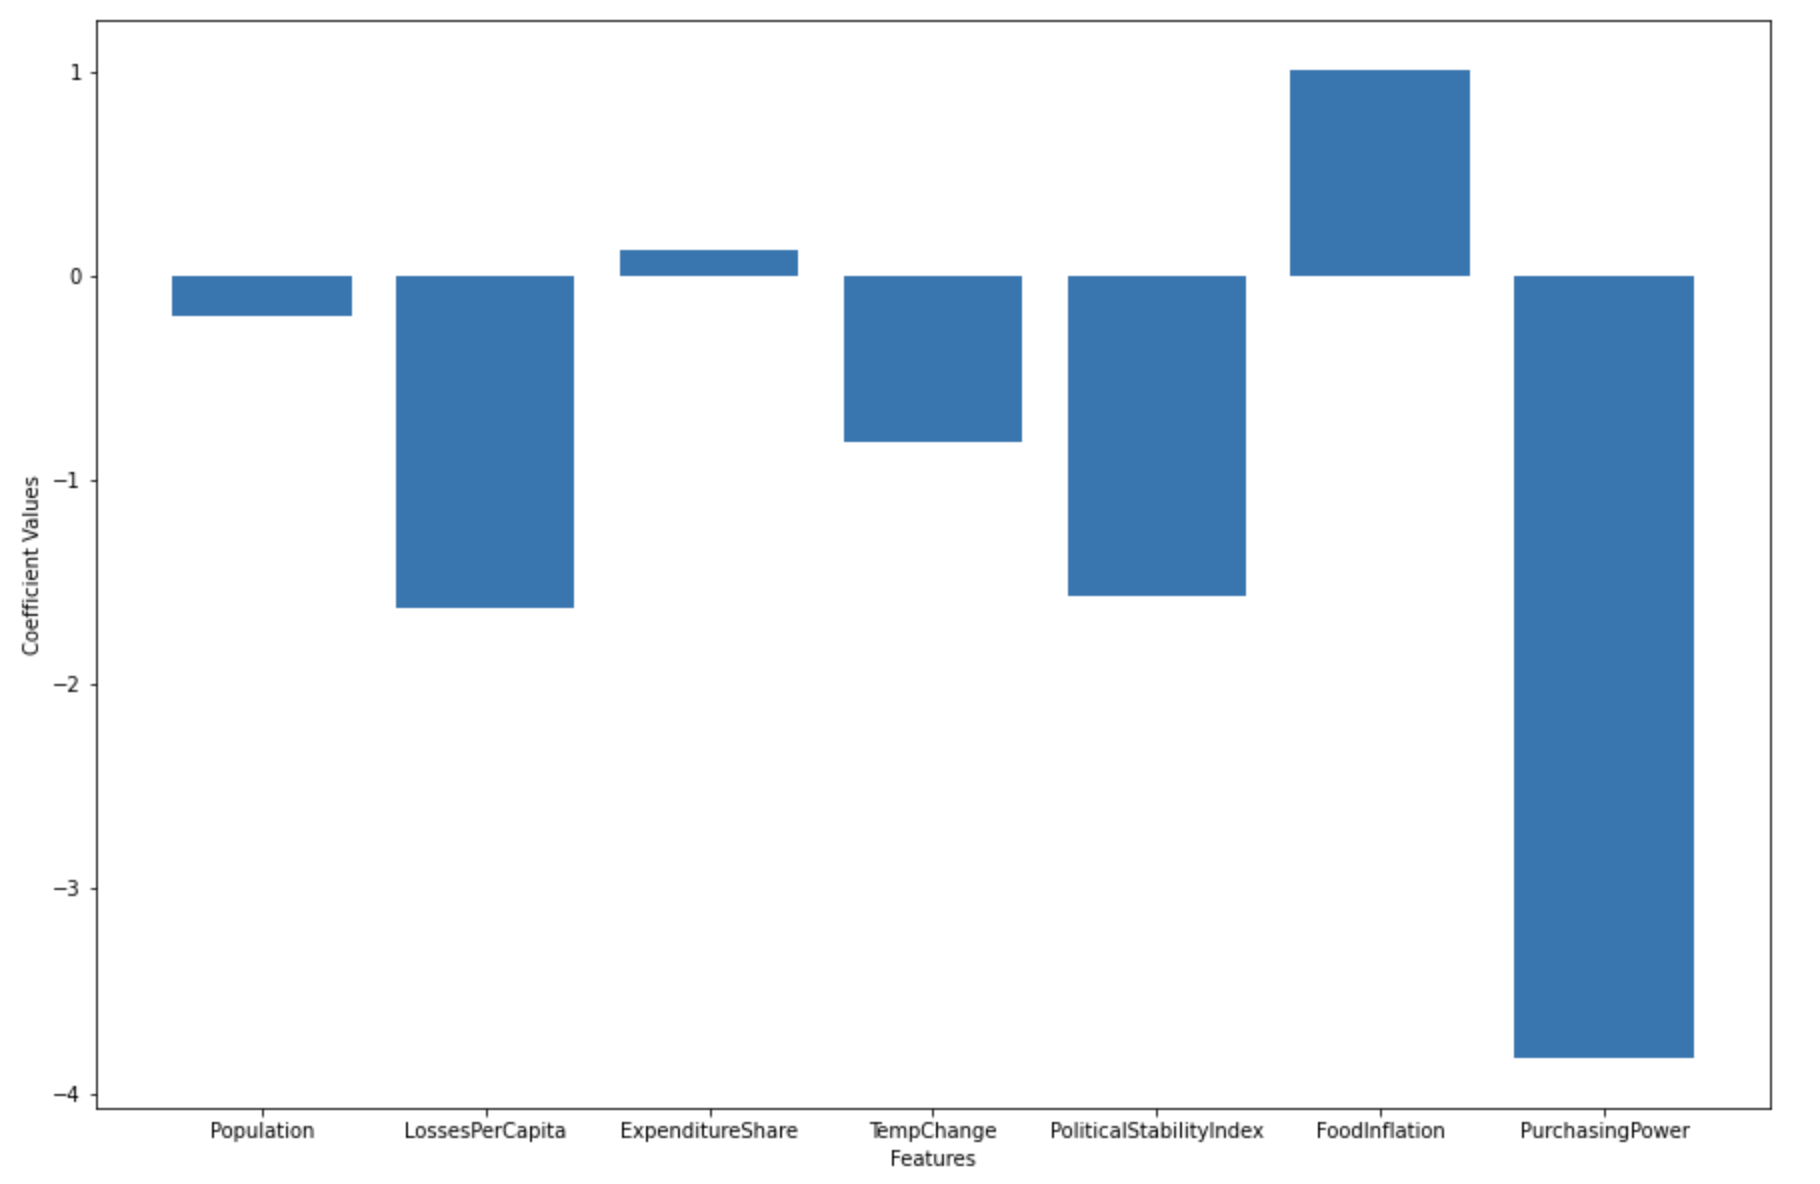 1
0
−1
−2
−3
−4
Coefficient Values
Population LossesPerCapita ExpenditureShare TempChange PoliticalStabilityIndex FoodInflation PurchasingPower
Features